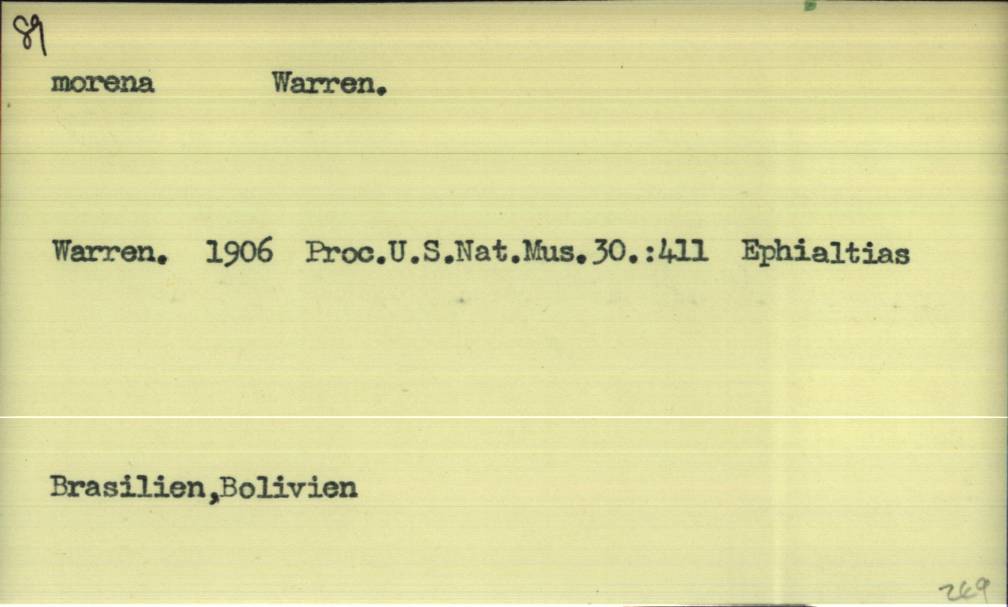 89
morena Warren.
Warren. 1906 Proc.U.S.Nat.Mus.30.:411 Ephialtias
Brasilien,Bolivien
269